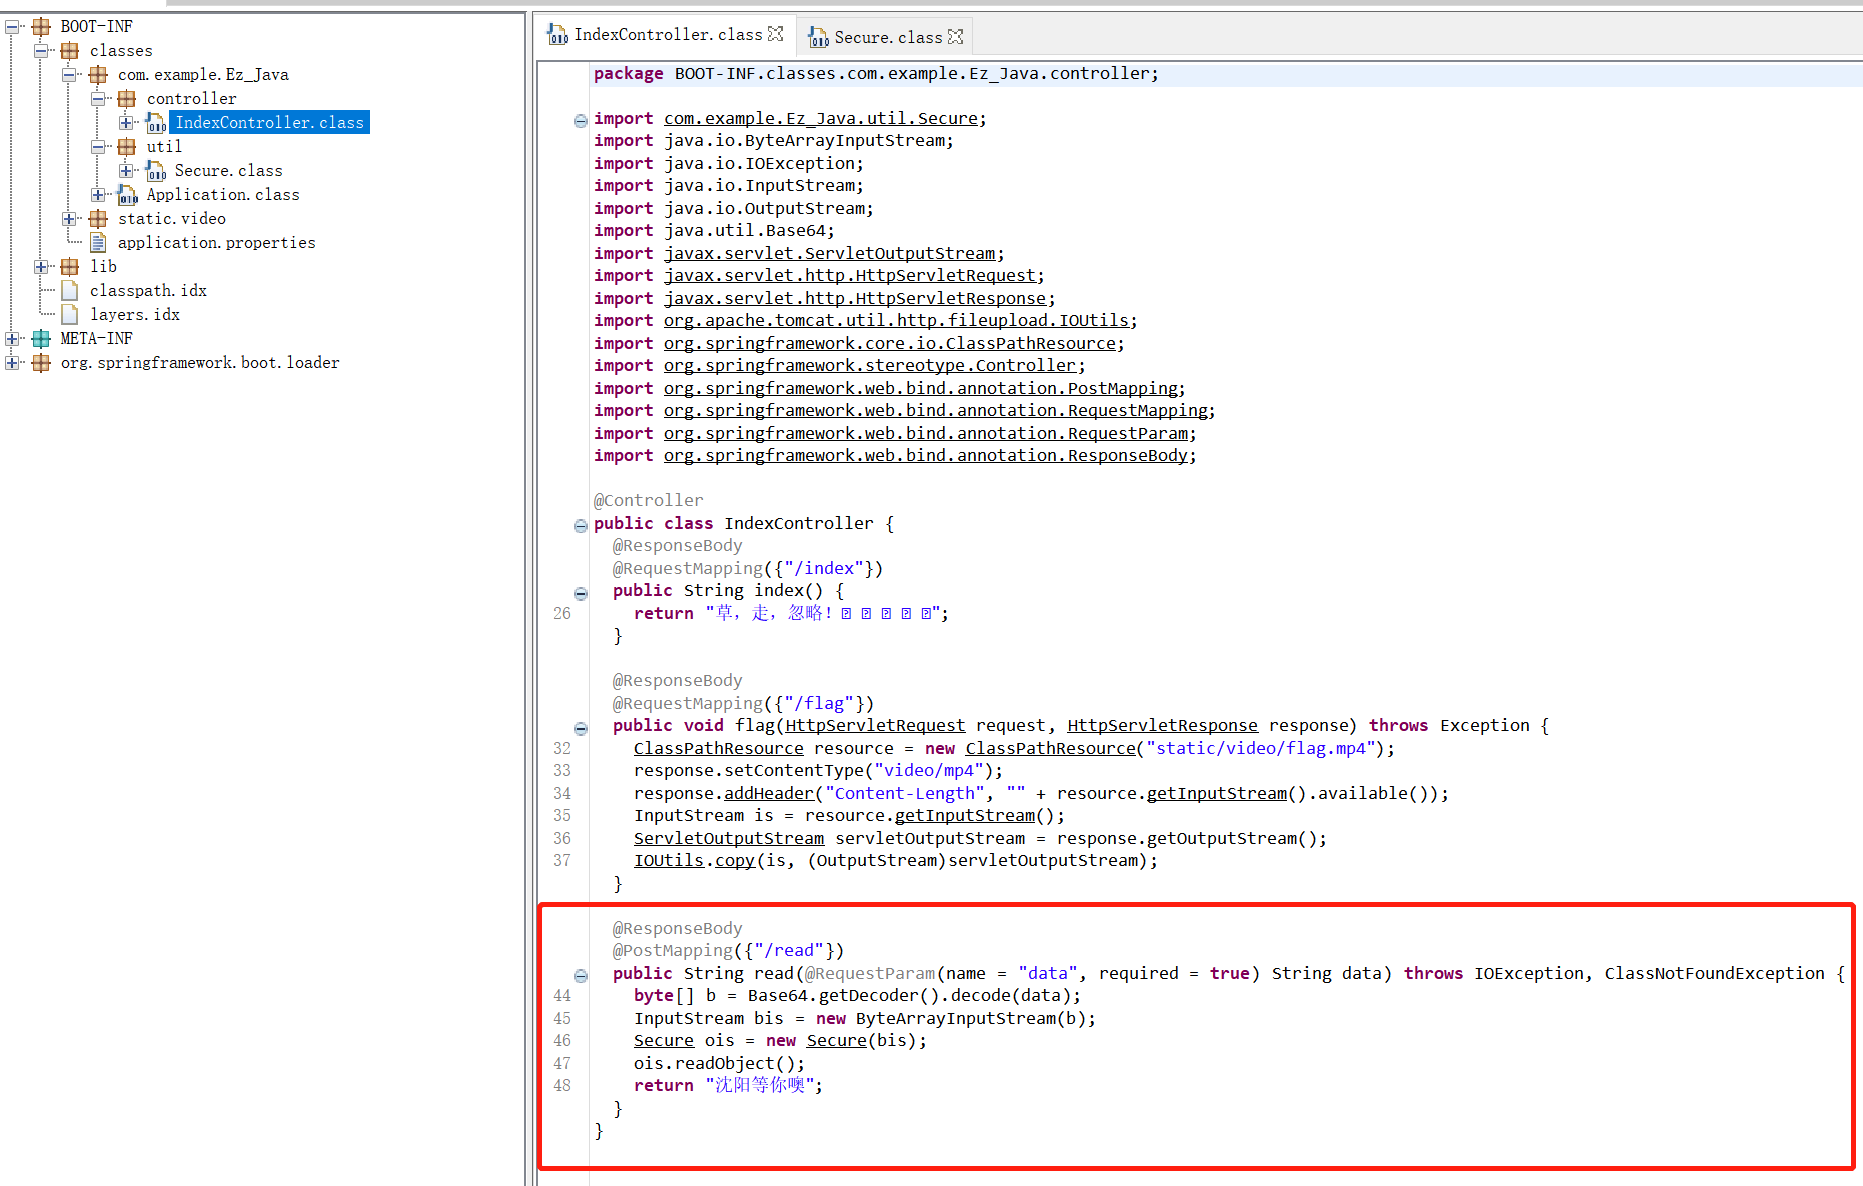 BOOT-INF
classes
com.example.Ez_Java
controller
IndexController.class
util
Secure.class
Application.class
static.video
application.properties
lib
classpath.idx
layers.idx
META-INF
org.springframework.boot.loader
IndexController.class
Secure.class
package BOOT-INF.classes.com.example.Ez_Java.controller;
import com.example.Ez_Java.util.Secure;
import java.io.ByteArrayInputStream;
import java.io.IOException;
import java.io.InputStream;
import java.io.OutputStream;
import java.util.Base64;
import javax.servlet.ServletOutputStream;
import javax.servlet.http.HttpServletRequest;
import javax.servlet.http.HttpServletResponse;
import org.apache.tomcat.util.http.fileupload.IOUtils;
import org.springframework.core.io.ClassPathResource;
import org.springframework.stereotype.Controller;
import org.springframework.web.bind.annotation.PostMapping;
import org.springframework.web.bind.annotation.RequestMapping;
import org.springframework.web.bind.annotation.RequestParam;
import org.springframework.web.bind.annotation.ResponseBody;
@Controller
public class IndexController {
@ResponseBody
@RequestMapping({"/index"})
public String index() {
26 return "草，走，忽略！";
}
@ResponseBody
@RequestMapping({"/flag"})
public void flag(HttpServletRequest request, HttpServletResponse response) throws Exception {
32 ClassPathResource resource = new ClassPathResource("static/video/flag.mp4");
33 response.setContentType("video/mp4");
34 response.addHeader("Content-Length", "" + resource.getInputStream().available());
35 InputStream is = resource.getInputStream();
36 ServletOutputStream servletOutputStream = response.getOutputStream();
37 IOUtils.copy(is, (OutputStream)servletOutputStream);
}
@ResponseBody
@PostMapping({"/read"})
public String read(@RequestParam(name = "data", required = true) String data) throws IOException, ClassNotFoundException {
44 byte[] b = Base64.getDecoder().decode(data);
45 InputStream bis = new ByteArrayInputStream(b);
46 Secure ois = new Secure(bis);
47 ois.readObject();
48 return "沈阳等你噢";
}
}